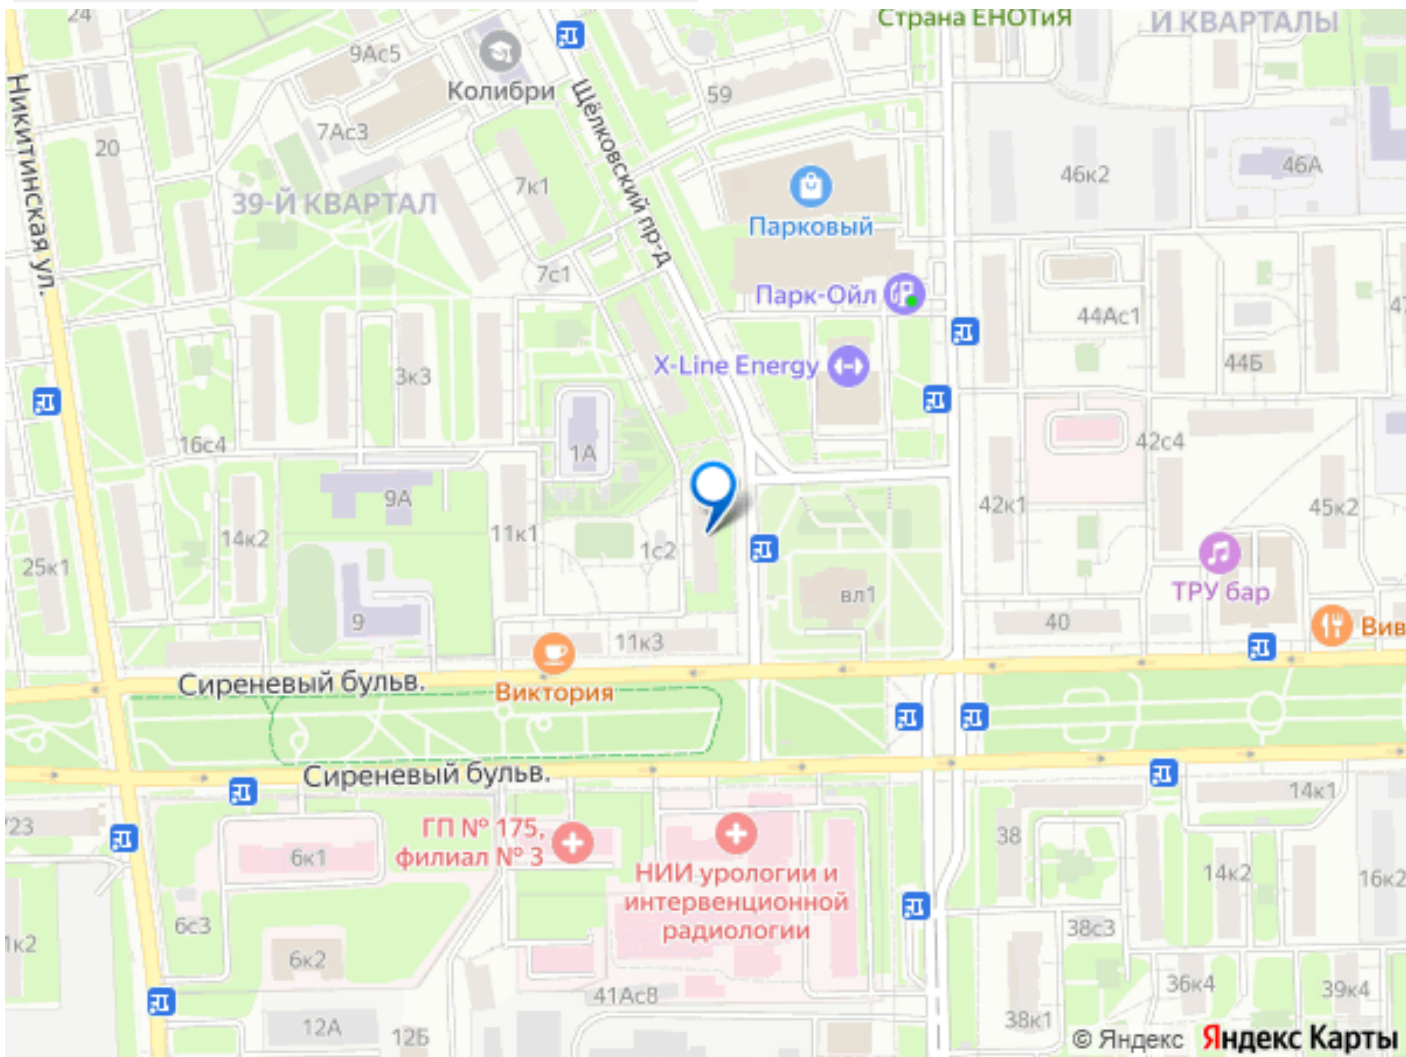 24
Страна ЕНОТиЯ
Й КВАРТАЛЫ
9Ас5
Колибри
Щёлковский пр-д
59
Никитинская ул.
7Ас3
20
7к1
46к2
46А
39-Й КВАРТАЛ
Парковый
7с1
Парк-Ойл
44Ас1
47
X-Line Energy
44Б
3к3
16с4
1А
42с4
9А
42к1
45к2
14к2
11к1
1с2
25к1
вл1
ТРУ бар
9
40
11к3
Вив
Сиреневый бульв.
Виктория
Сиреневый бульв.
14к1
/23
ГП № 175,
филиал № 3
6к1
38
НИИ урологии и
интервенционной
радиологии
14к2
16к2
6с3
38с3
1к2
6к2
41Ас8
36к4
39к4
12А
12Б
38к1
© Яндекс Яндекс Карты